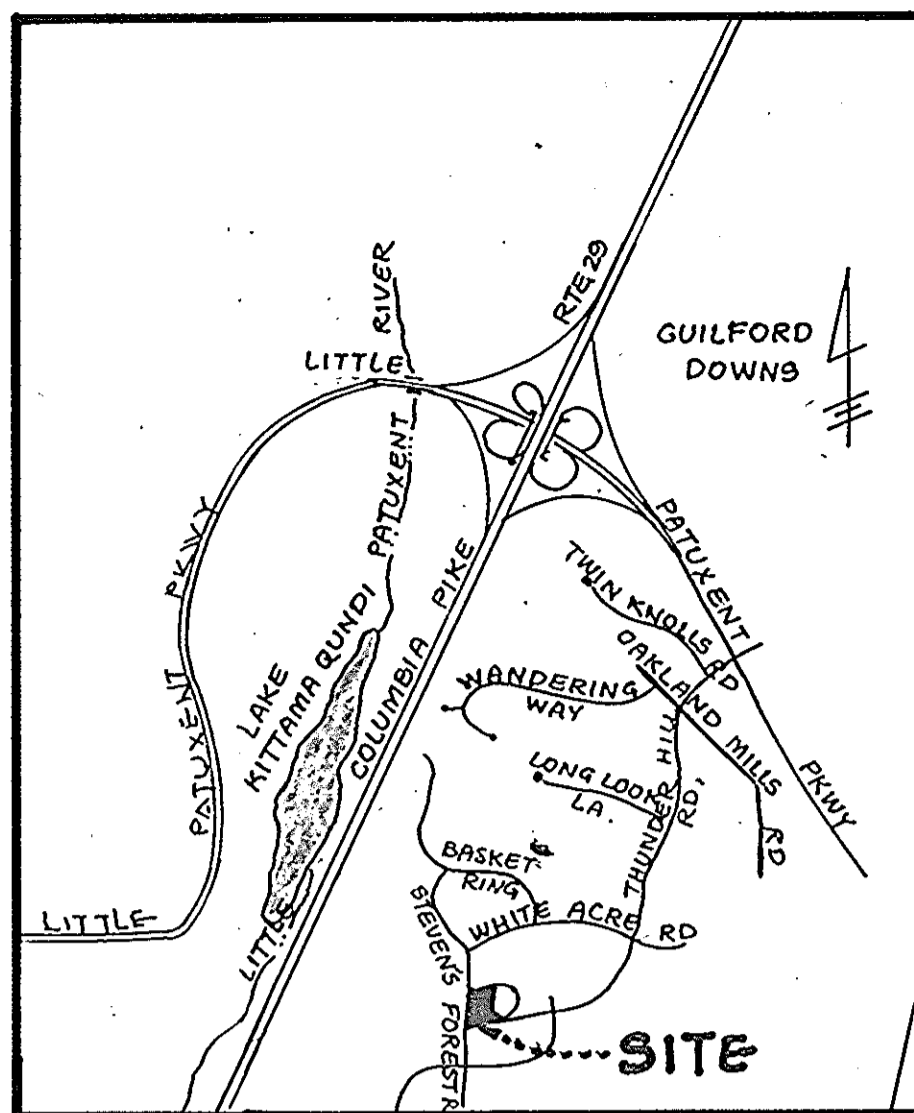 RTE. 29
RIVER
LITTLE
GUILFORD
DOWNS
PATUXENT
PKWY
PATUXENT
LITTLE
PATUXENT
PKWY
LAKE
KITTAMA QUNDI
COLUMBIA PIKE
TWIN KNOLLS RD
OAKLAND MILLS
RD
WANDERING
WAY
THUNDER HILL
RD.
LONG LOOK
LA
BASKET-
RING
WHITE ACRE RD
STEVEN'S FOREST R
LITTLE
SITE